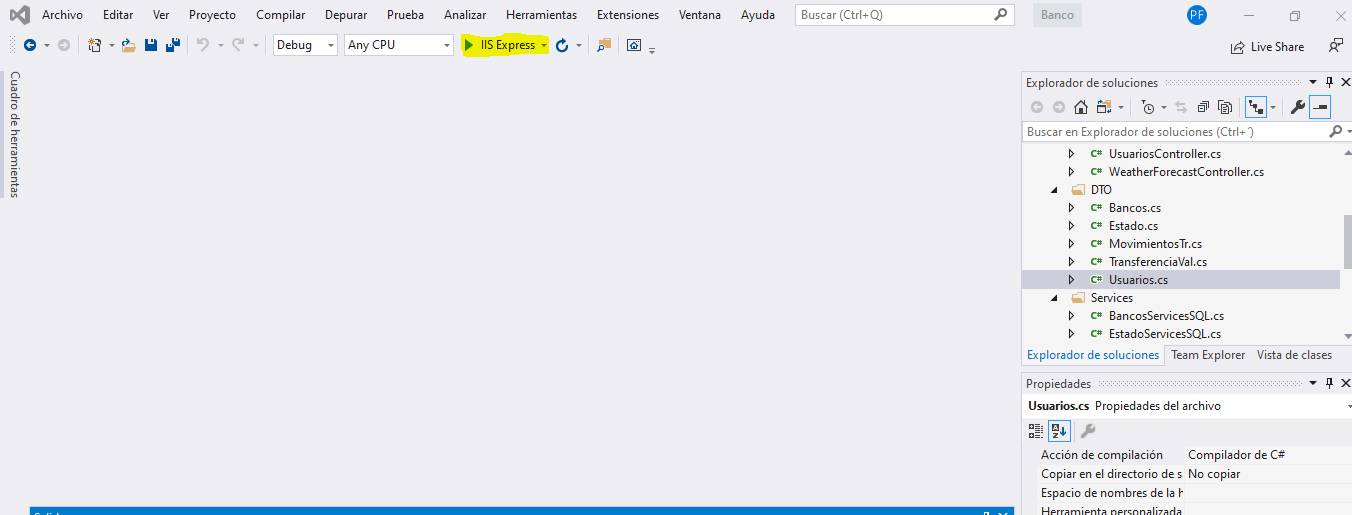 Archivo Editar Ver Proyecto Compilar Depurar Prueba Analizar Herramientas Extensiones Ventana Ayuda Buscar (Ctrl+Q) Banco PF
Debug Any CPU IIS Express Live Share
Cuadro de herramientas
Explorador de soluciones
Buscar en Explorador de soluciones (Ctrl+´)
C# UsuariosController.cs
C# WeatherForecastController.cs
DTO
C# Bancos.cs
C# Estado.cs
C# MovimientosTr.cs
C# TransferenciaVal.cs
C# Usuarios.cs
Services
C# BancosServicesSQL.cs
C# EstadoServicesSQL.cs
Explorador de soluciones Team Explorer Vista de clases
Propiedades
Usuarios.cs Propiedades del archivo
Acción de compilación Compilador de C#
Copiar en el directorio de s No copiar
Espacio de nombres de la h
Herramienta personalizada